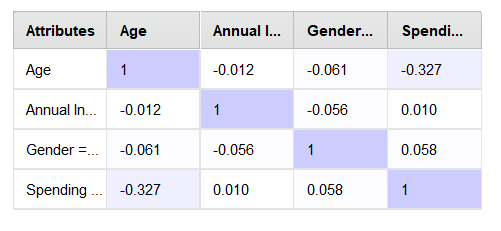 Attributes Age Annual I... Gender... Spendi...
Age 1 -0.012 -0.061 -0.327
Annual In... -0.012 1 -0.056 0.010
Gender =... -0.061 -0.056 1 0.058
Spending ... -0.327 0.010 0.058 1